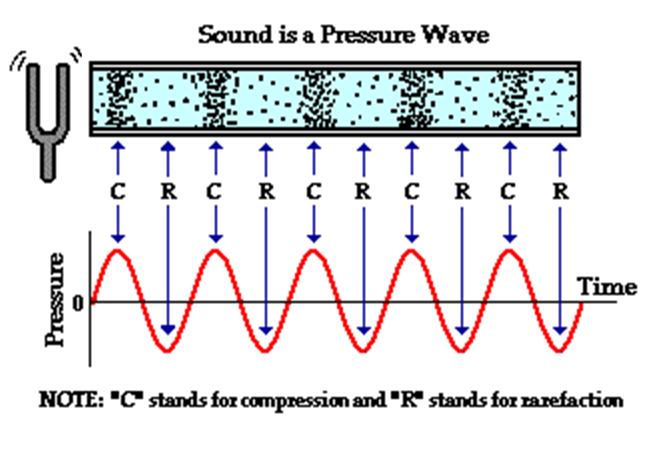 Sound is a Pressure Wave
C R C R C R C R C R
Pressure
0
Time
NOTE: "C" stands for compression and "R" stands for rarefaction